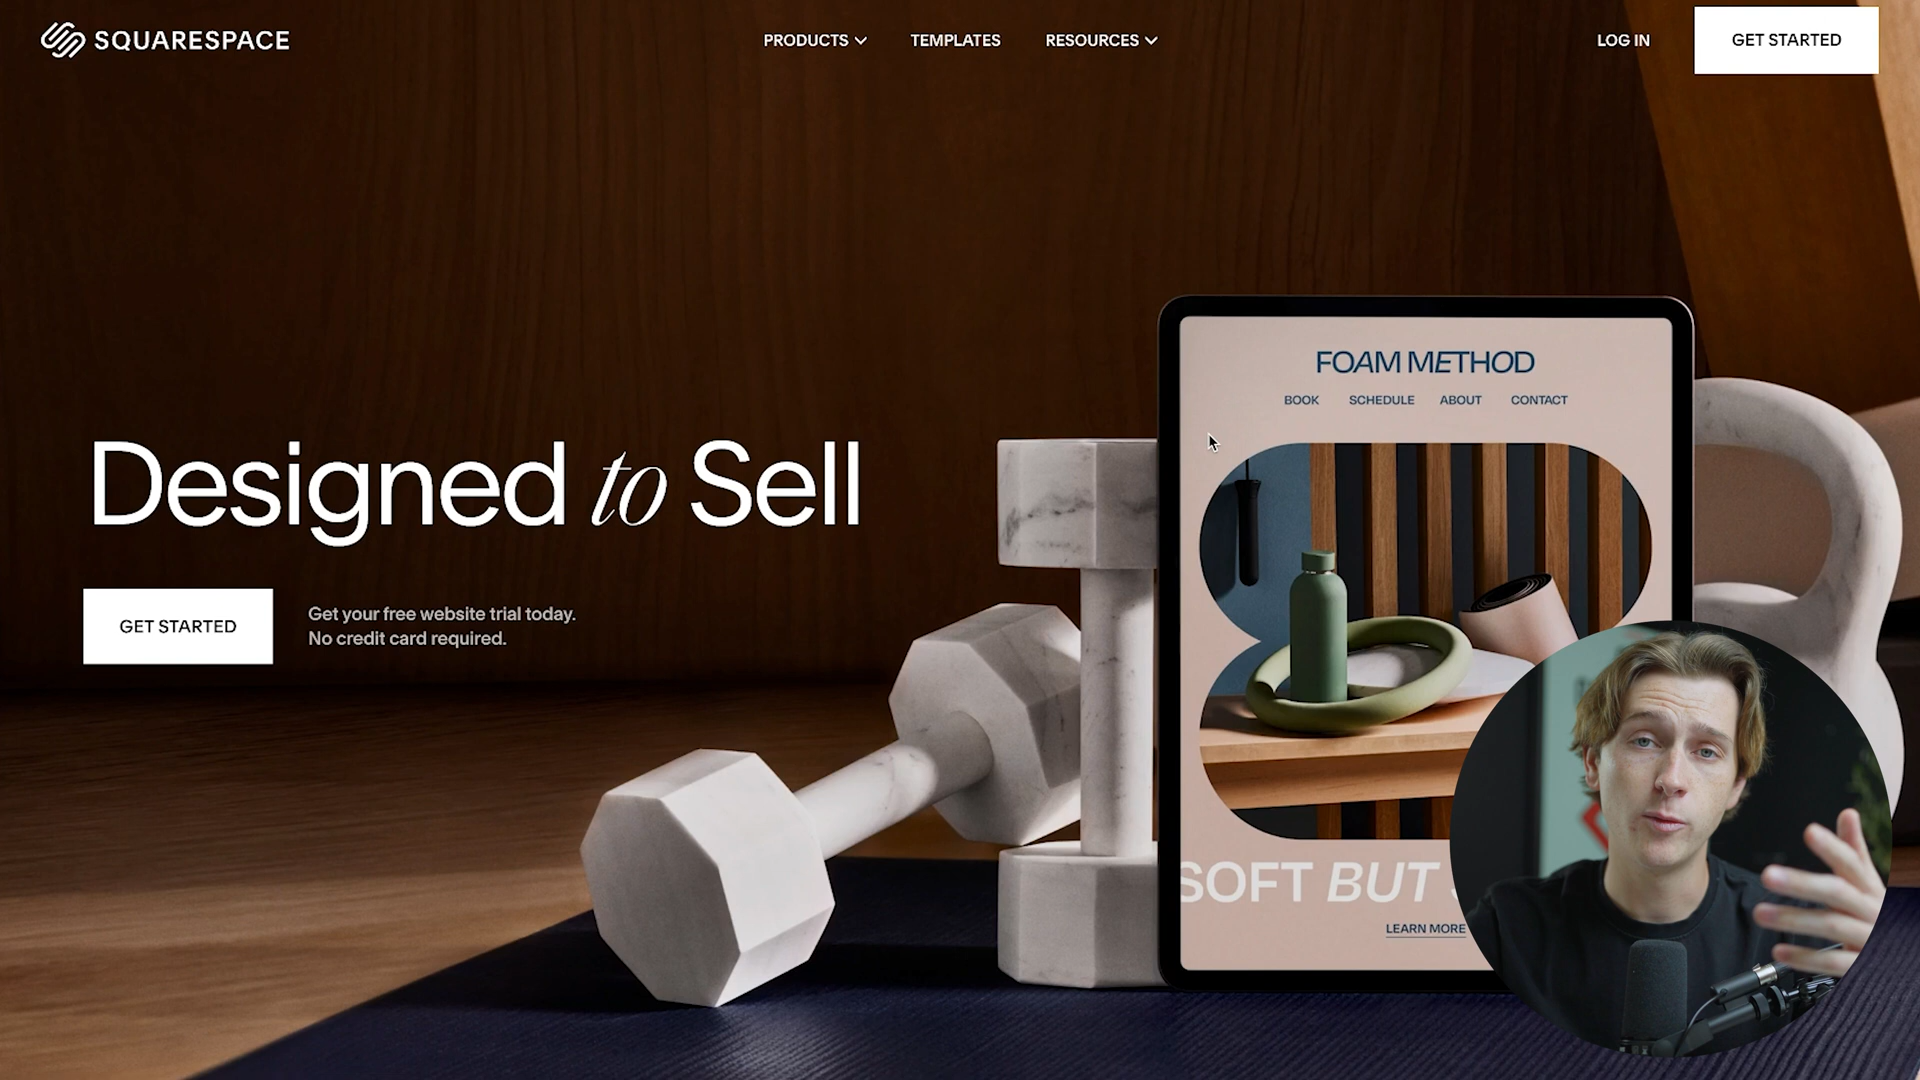 SQUARESPACE
PRODUCTS
TEMPLATES
RESOURCES
LOG IN
GET STARTED
Designed to Sell
GET STARTED
Get your free website trial today.
No credit card required.
FOAM METHOD
BOOK
SCHEDULE
ABOUT
CONTACT
SOFT BUT
LEARN MORE